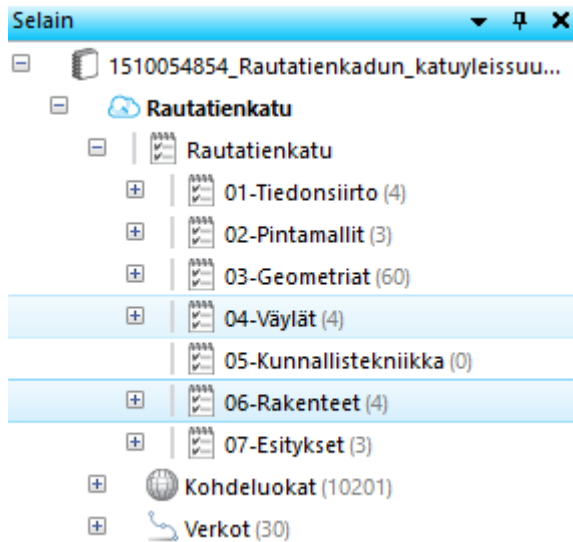 Selain
1510054854_Rautatienkadun_katuyleissuu...
Rautatienkatu
Rautatienkatu
01-Tiedonsiirto (4)
02-Pintamallit (3)
03-Geometriat (60)
04-Väylät (4)
05-Kunnallistekniikka (0)
06-Rakenteet (4)
07-Esitykset (3)
Kohdeluokat (10201)
Verkot (30)